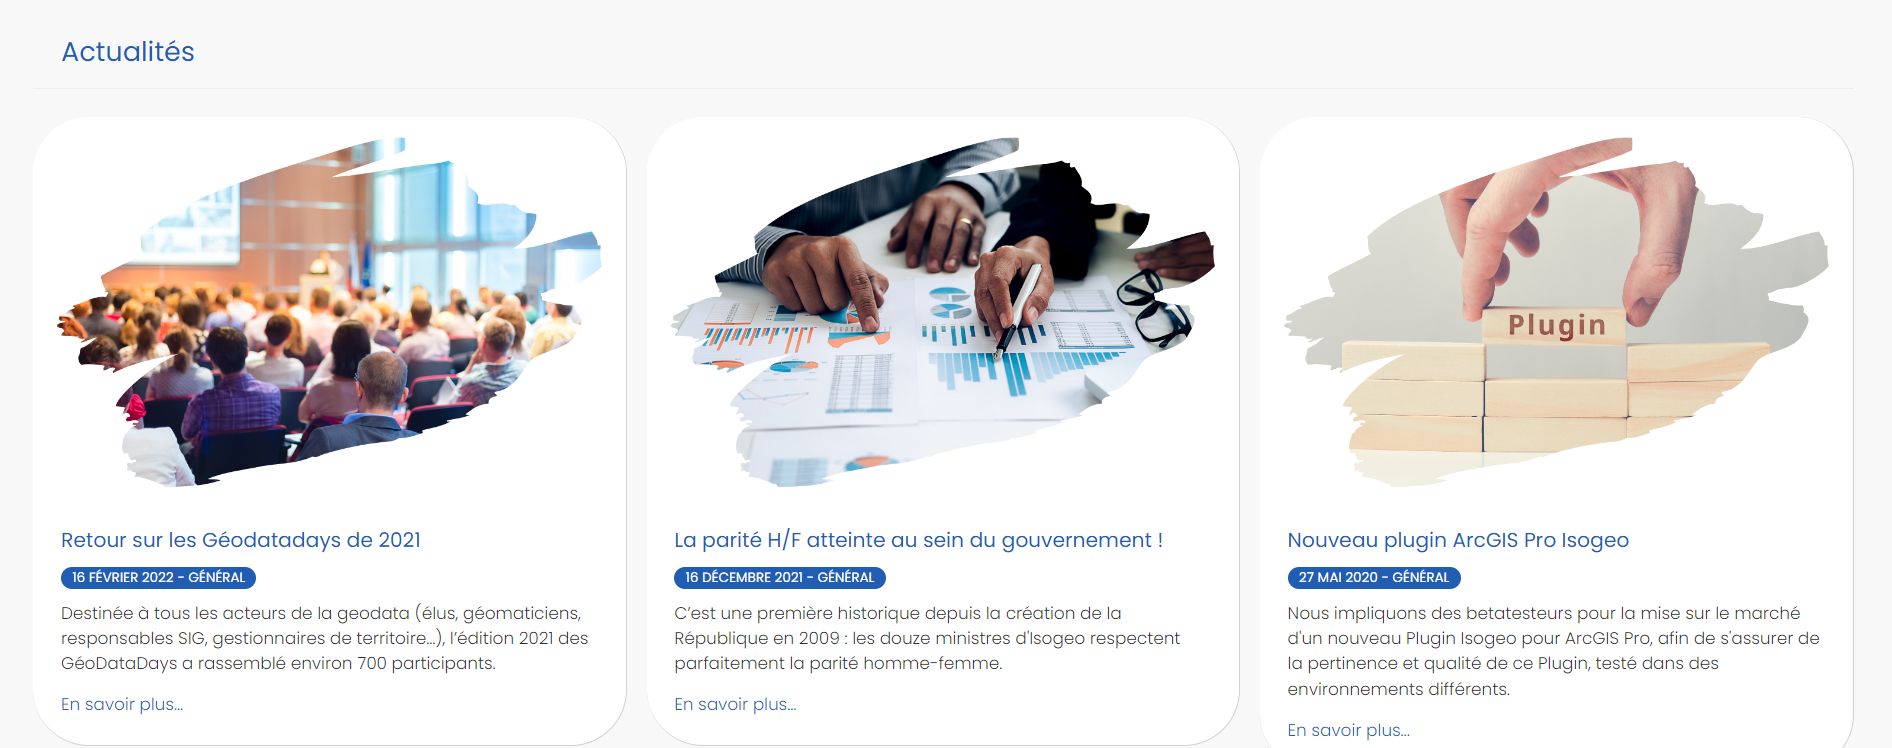 Actualités
Plugin
Retour sur les Géodatadays de 2021
16 FÉVRIER 2022 - GÉNÉRAL
Destinée à tous les acteurs de la geodata (élus, géomaticiens,
responsables SIG, gestionnaires de territoire...), l’édition 2021 des
GéoDataDays a rassemblé environ 700 participants.
En savoir plus...
La parité H/F atteinte au sein du gouvernement !
16 DÉCEMBRE 2021 - GÉNÉRAL
C’est une première historique depuis la création de la
République en 2009 : les douze ministres d'Isogeo respectent
parfaitement la parité homme-femme.
En savoir plus...
Nouveau plugin ArcGIS Pro Isogeo
27 MAI 2020 - GÉNÉRAL
Nous impliquons des betatesteurs pour la mise sur le marché
d'un nouveau Plugin Isogeo pour ArcGIS Pro, afin de s'assurer de
la pertinence et qualité de ce Plugin, testé dans des
environnements différents.
En savoir plus...